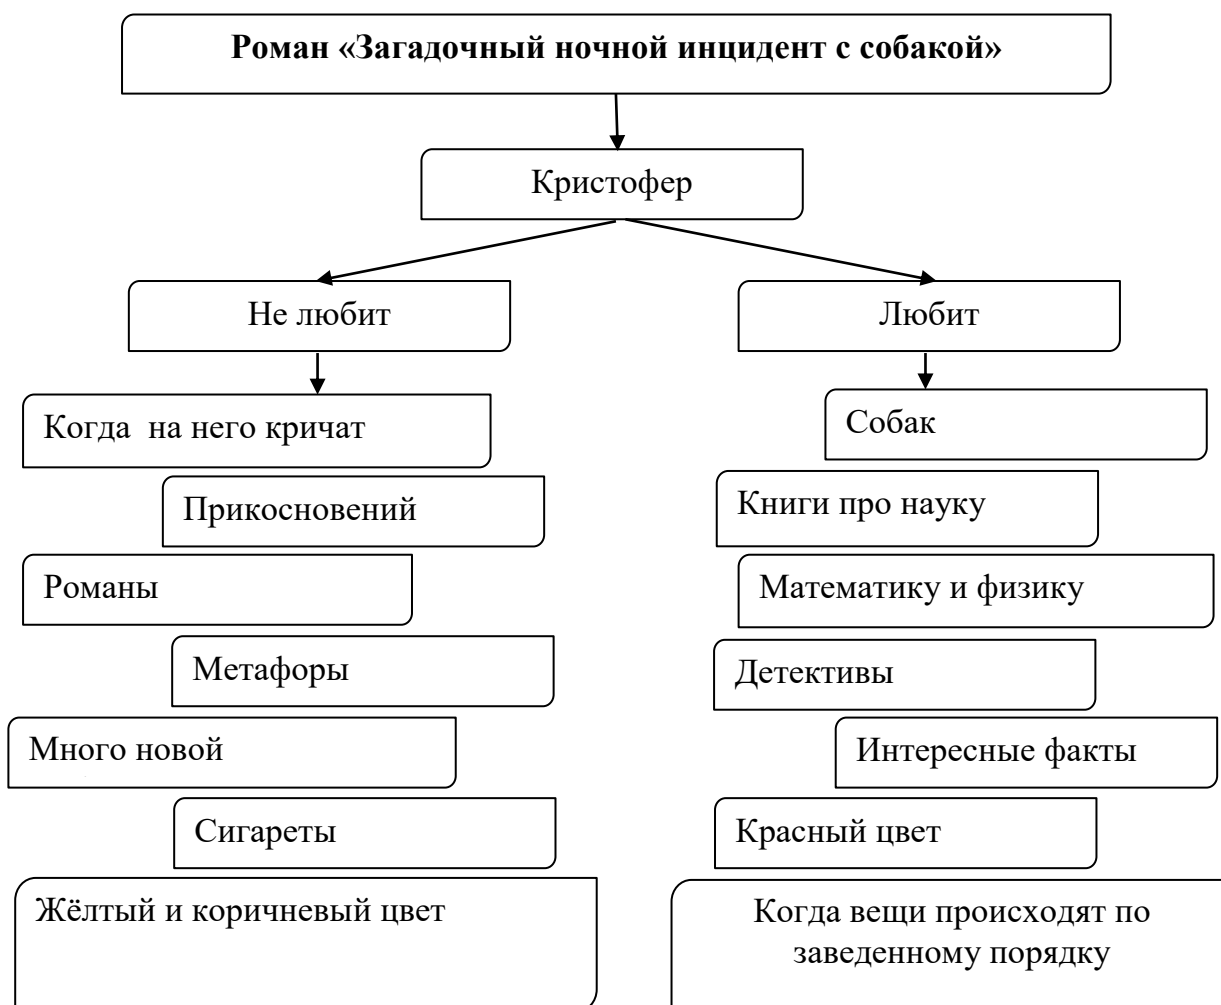 Роман «Загадочный ночной инцидент с собакой»
Кристофер
Не любит
Любит
Когда на него кричат
Собак
Прикосновений
Книги про науку
Романы
Математику и физику
Метафоры
Детективы
Много новой
Интересные факты
Сигареты
Красный цвет
Жёлтый и коричневый цвет
Когда вещи происходят по
заведенному порядку